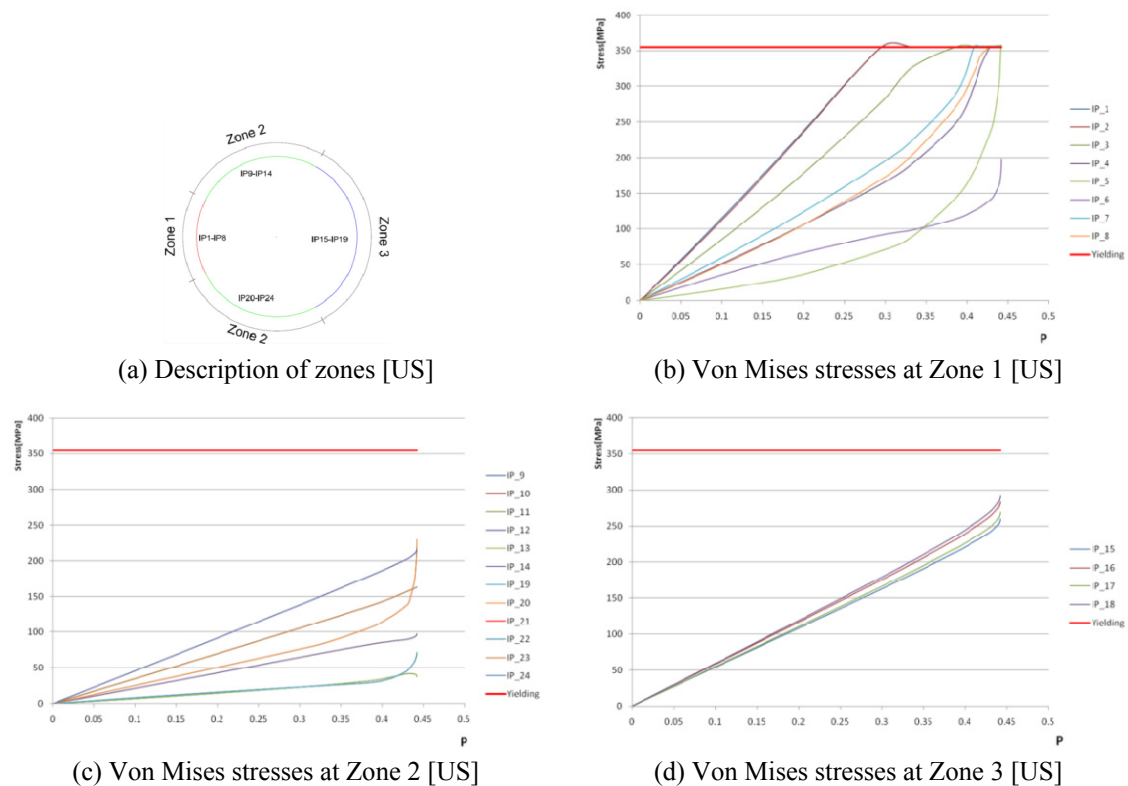 Zone 2
IP9-IP14
Zone 1
IP1-IP8
IP15-IP19
Zone 3
IP20-IP24
Zone 2
(a) Description of zones [US]
Stress[MPa]
400
350
300
250
200
150
100
50
0
0 0.05 0.1 0.15 0.2 0.25 0.3 0.35 0.4 0.45 0.5
P
IP_1
IP_2
IP_3
IP_4
IP_5
IP_6
IP_7
IP_8
Yielding
(b) Von Mises stresses at Zone 1 [US]
Stress[MPa]
400
350
300
250
200
150
100
50
0
0 0.05 0.1 0.15 0.2 0.25 0.3 0.35 0.4 0.45 0.5
P
IP_9
IP_10
IP_11
IP_12
IP_13
IP_14
IP_19
IP_20
IP_21
IP_22
IP_23
IP_24
Yielding
(c) Von Mises stresses at Zone 2 [US]
Stress[MPa]
400
350
300
250
200
150
100
50
0
0 0.05 0.1 0.15 0.2 0.25 0.3 0.35 0.4 0.45 0.5
P
IP_15
IP_16
IP_17
IP_18
Yielding
(d) Von Mises stresses at Zone 3 [US]